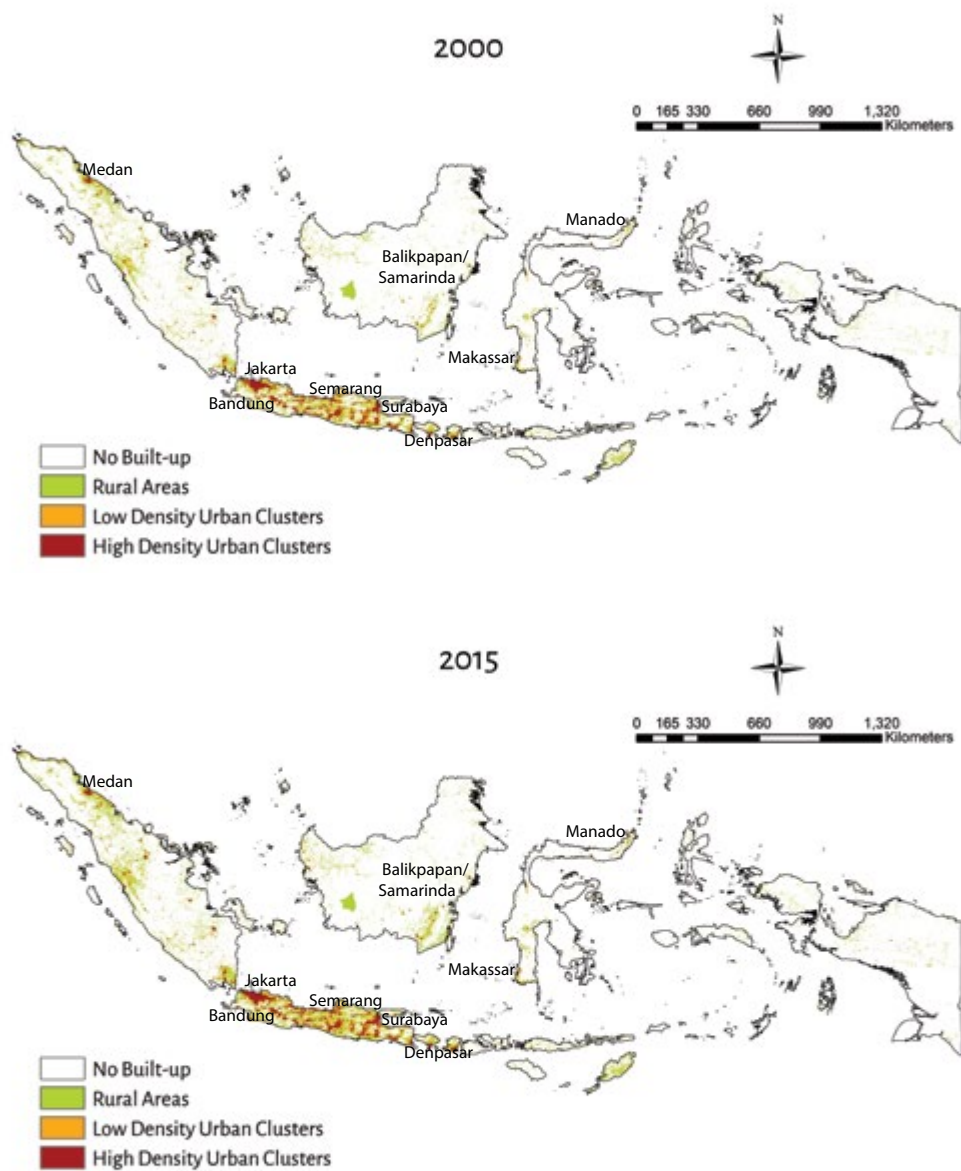 2000
N
0 165 330 660 990 1,320
Kilometers
Medan
Manado
Balikpapan/
Samarinda
Makassar
Jakarta
Semarang
Bandung
Surabaya
Denpasar
No Built-up
Rural Areas
Low Density Urban Clusters
High Density Urban Clusters
2015
N
0 165 330 660 990 1,320
Kilometers
Medan
Manado
Balikpapan/
Samarinda
Makassar
Jakarta
Semarang
Bandung
Surabaya
Denpasar
No Built-up
Rural Areas
Low Density Urban Clusters
High Density Urban Clusters